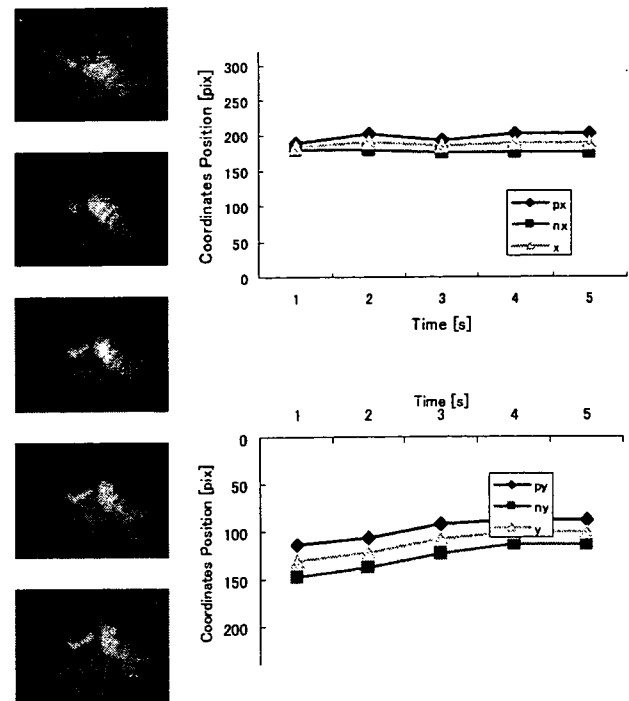 Coordinates Position [pix]
300
250
200
150
100
50
0
px
nx
x
1 2 3 4 5
Time [s]
Time [s]
1 2 3 4 5
Coordinates Position [pix]
0
50
100
150
200
py
ny
y